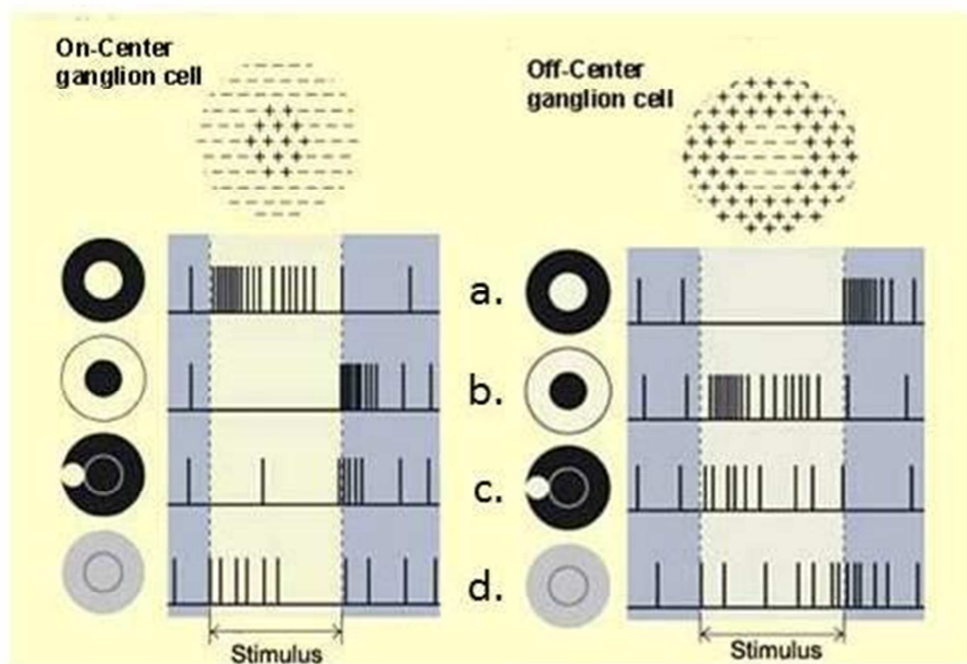 On-Center
ganglion cell
Off-Center
ganglion cell
a.
b.
c.
d.
Stimulus
Stimulus